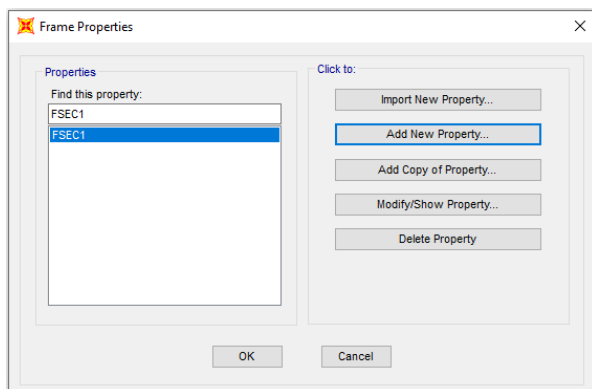 Frame Properties
Properties
Find this property:
FSEC1
FSEC1
Click to:
Import New Property...
Add New Property...
Add Copy of Property...
Modify/Show Property...
Delete Property
OK
Cancel